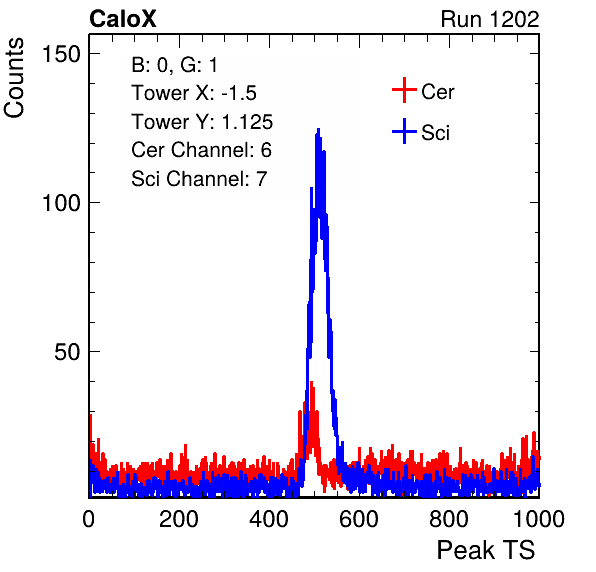 CaloX Run 1202
Counts
150
100
50
B: 0, G: 1
Tower X: -1.5
Tower Y: 1.125
Cer Channel: 6
Sci Channel: 7
Cer
Sci
0 200 400 600 800 1000
Peak TS